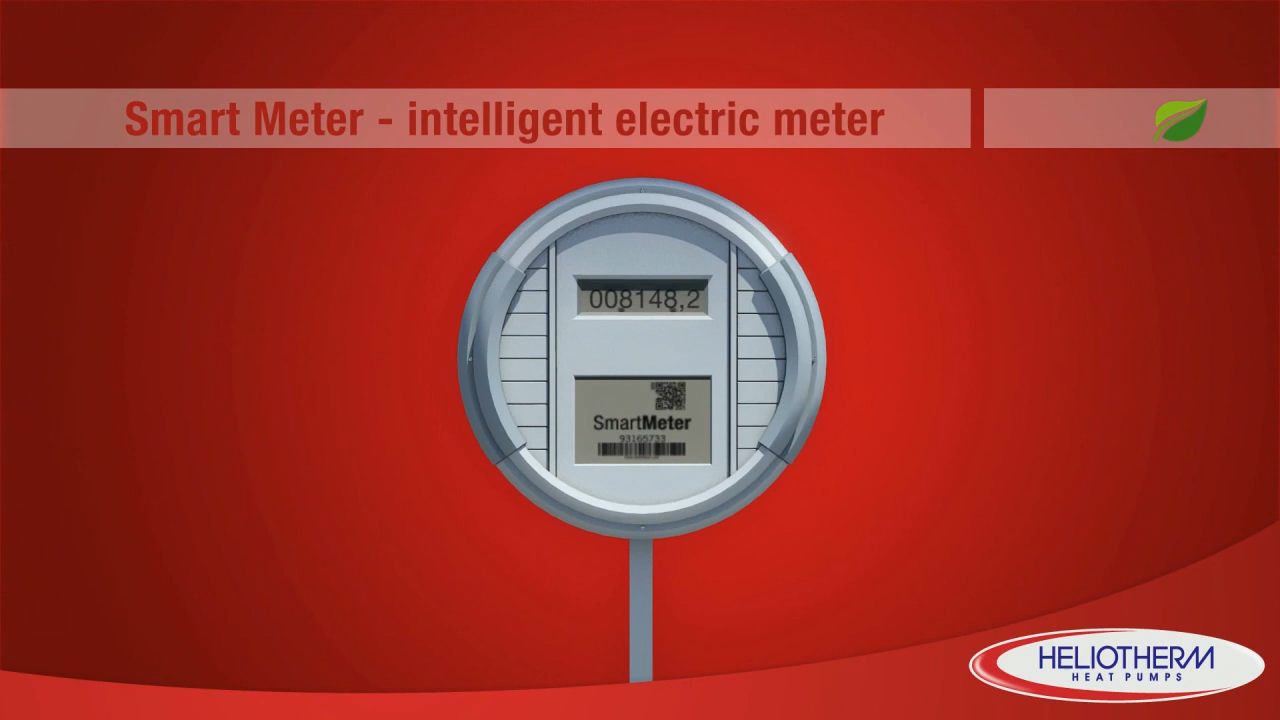 Smart Meter - intelligent electric meter
008148,2
SmartMeter
93165733
HELIOTHERM
HEAT PUMPS